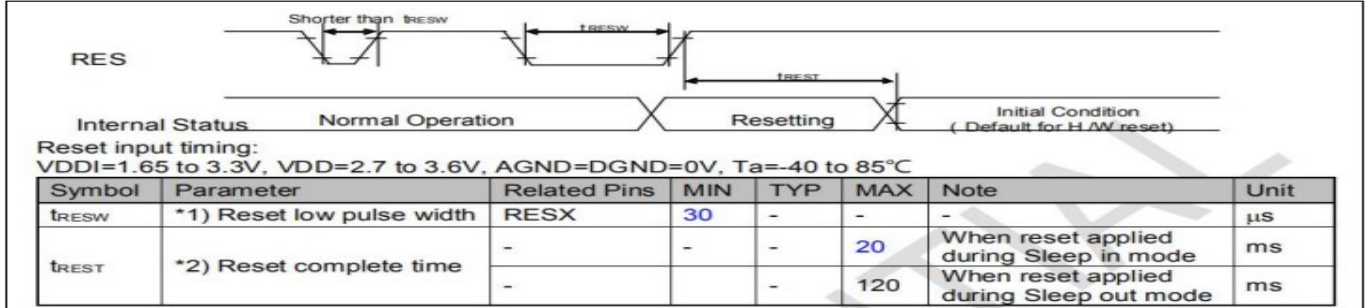 Shorter than tRESW
tRESW
RES
tREST
Internal Status
Normal Operation
Resetting
Initial Condition
( Default for H /W reset)
Reset input timing:
VDDI=1.65 to 3.3V, VDD=2.7 to 3.6V, AGND=DGND=0V, Ta=-40 to 85℃
Symbol Parameter Related Pins MIN TYP MAX Note Unit
tRESW *1) Reset low pulse width RESX 30 - - - µs
tREST *2) Reset complete time
- - - 20 When reset applied
during Sleep in mode ms
- - 120 When reset applied
during Sleep out mode ms